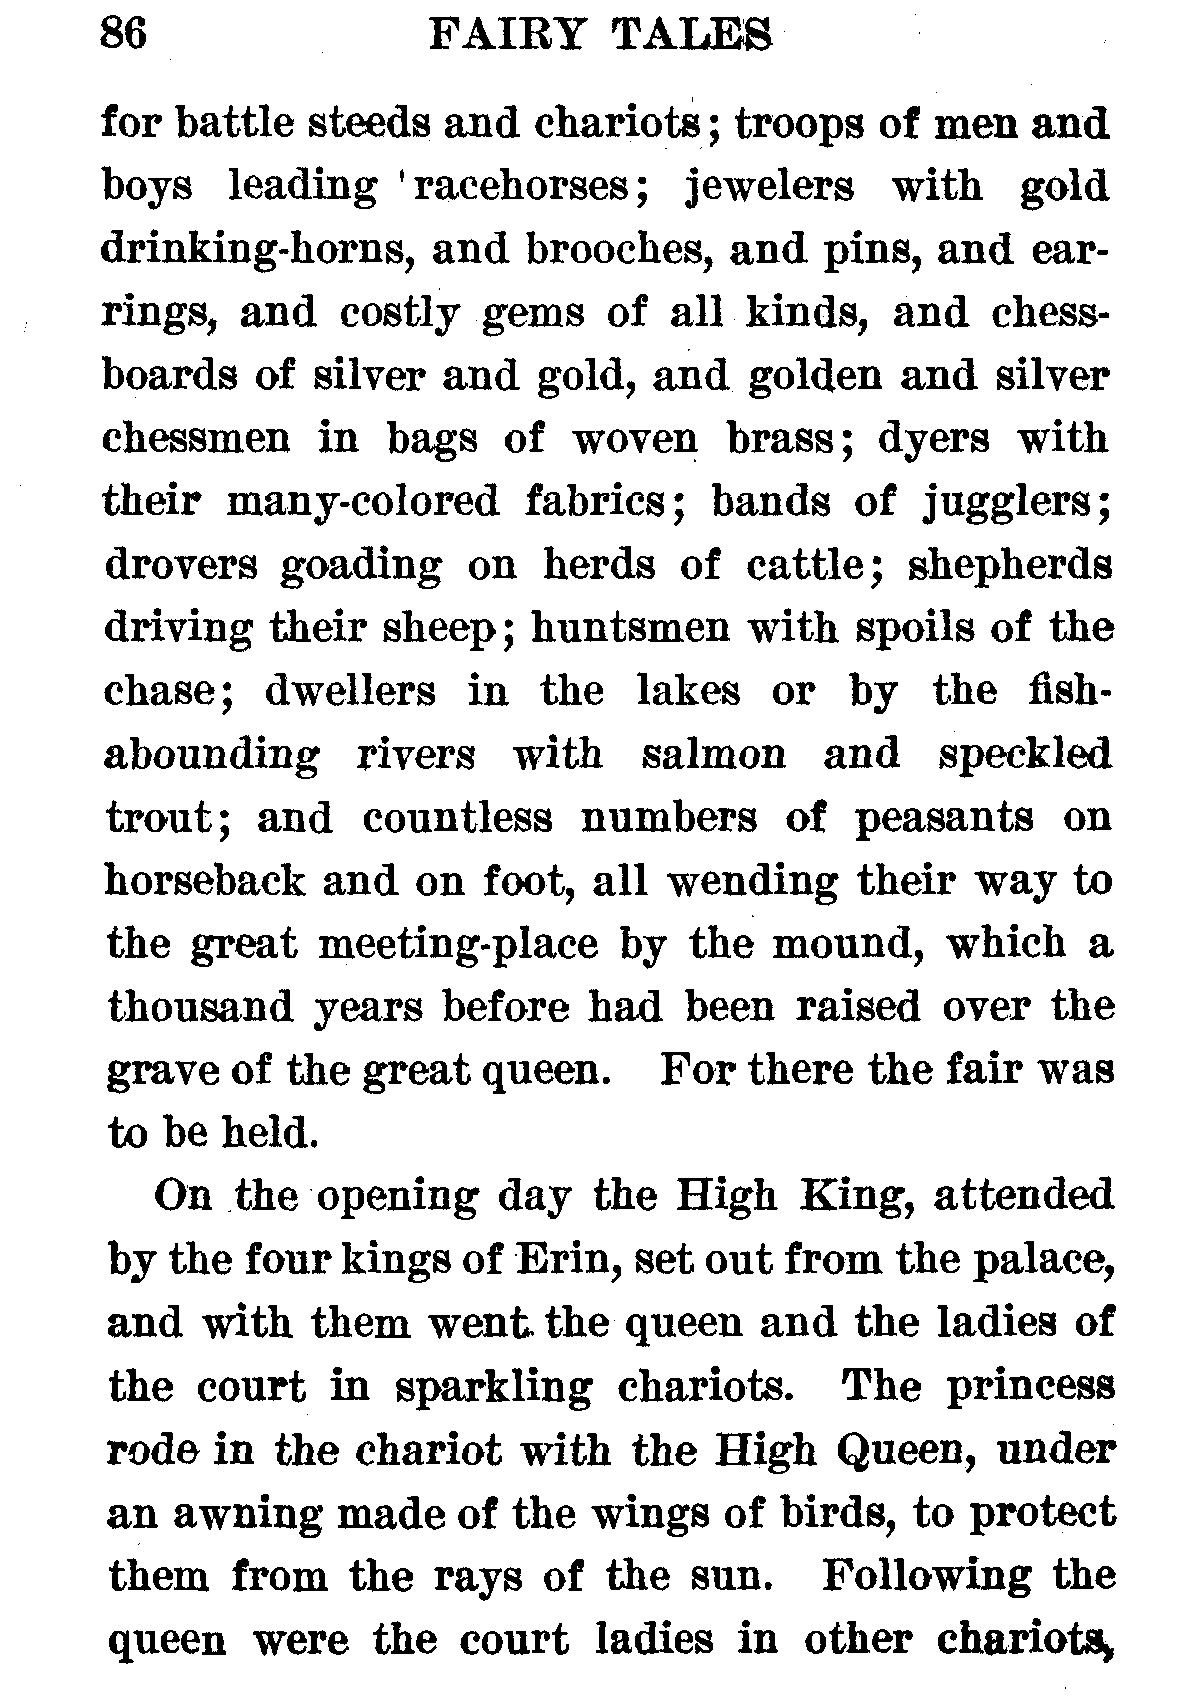 86 FAIRY TALES
for battle steeds and chariots; troops of men and
boys leading 'racehorses; jewelers with gold
drinking-horns, and brooches, and pins, and ear-
rings, and costly gems of all kinds, and chess-
boards of silver and gold, and golden and silver
chessmen in bags of woven brass; dyers with
their many-colored fabrics; bands of jugglers;
drovers goading on herds of cattle; shepherds
driving their sheep; huntsmen with spoils of the
chase; dwellers in the lakes or by the fish-
abounding rivers with salmon and speckled
trout; and countless numbers of peasants on
horseback and on foot, all wending their way to
the great meeting-place by the mound, which a
thousand years before had been raised over the
grave of the great queen. For there the fair was
to be held.
On the opening day the High King, attended
by the four kings of Erin, set out from the palace,
and with them went the queen and the ladies of
the court in sparkling chariots. The princess
rode in the chariot with the High Queen, under
an awning made of the wings of birds, to protect
them from the rays of the sun. Following the
queen were the court ladies in other chariots,